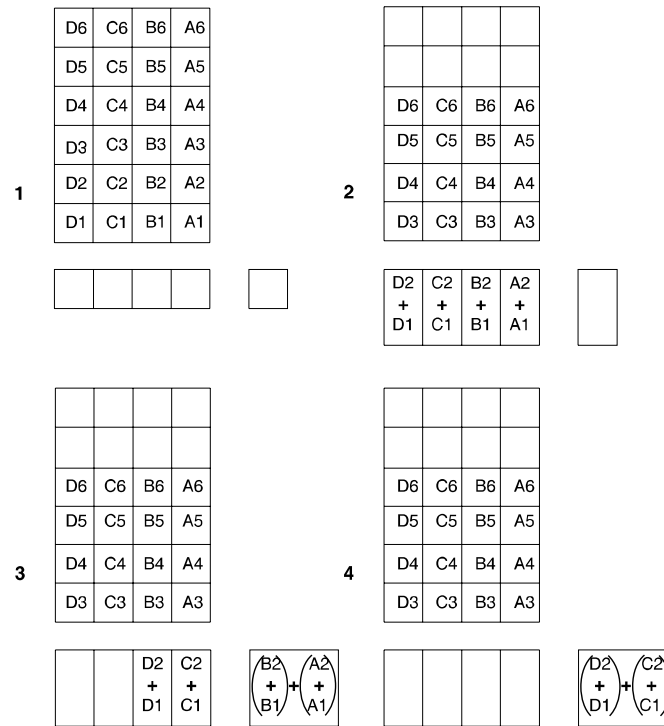 D6 C6 B6 A6
D5 C5 B5 A5
D4 C4 B4 A4
D3 C3 B3 A3
1
D2 C2 B2 A2
D1 C1 B1 A1
D6 C6 B6 A6
D5 C5 B5 A5
2
D4 C4 B4 A4
D3 C3 B3 A3
D2 C2 B2 A2
+ + + +
D1 C1 B1 A1
D6 C6 B6 A6
D5 C5 B5 A5
3
D4 C4 B4 A4
D3 C3 B3 A3
D2 C2 (B2 (A2
+ + + ) + + )
D1 C1 B1) A1)
D6 C6 B6 A6
D5 C5 B5 A5
4
D4 C4 B4 A4
D3 C3 B3 A3
(D2 (C2
+ ) + + )
D1) C1)